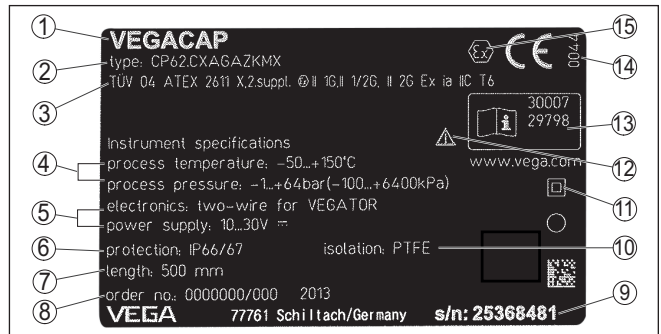 1
VEGACAP
15
2
type: CP62.CXAGAZKMX
0044
14
3
TÜV 04 ATEX 2611 X,2.suppl. II 1G,II 1/2G, II 2G Ex ia IIC T6
30007
29798
13
Instrument specifications
12
4
process temperature: -50...+150°C
www.vega.com
process pressure: -1...+64bar(-100...+6400kPa)
11
5
electronics: two-wire for VEGATOR
power supply: 10...30V
6
protection: IP66/67 isolation: PTFE
10
7
length: 500 mm
8
order no.: 0000000/000 2013
9
VEGA 77761 Schiltach/Germany s/n: 25368481